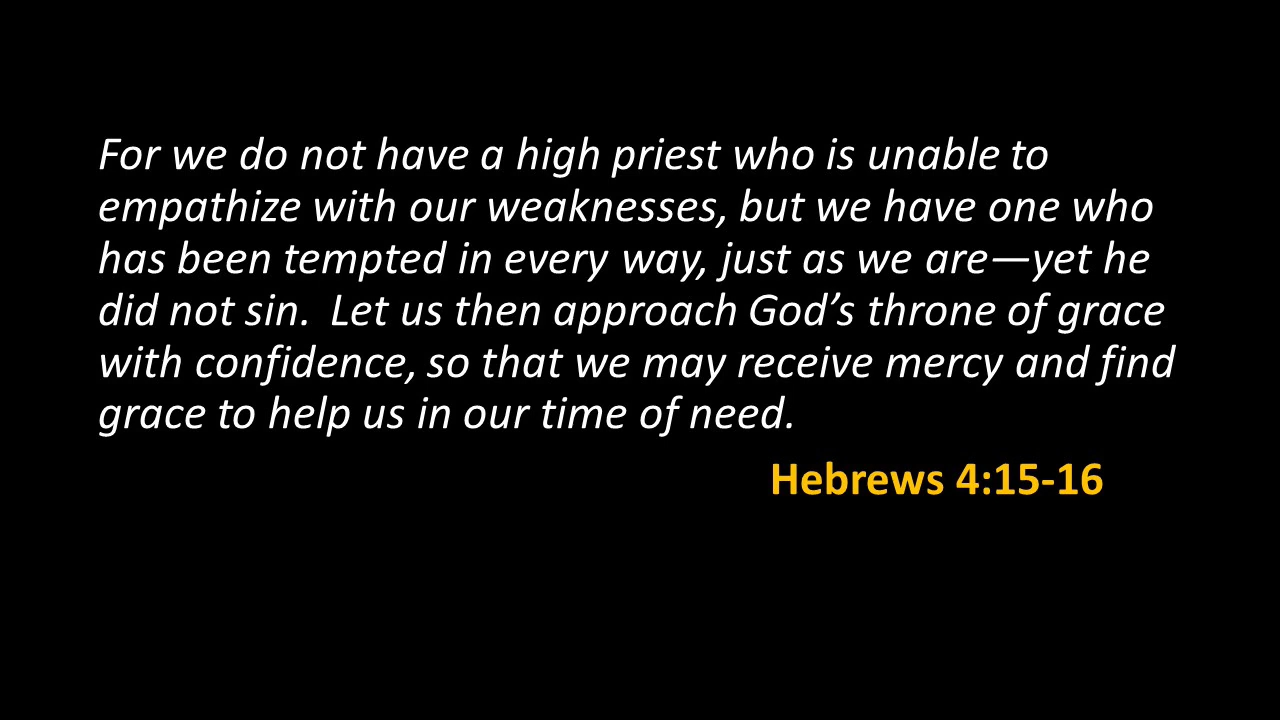 For we do not have a high priest who is unable to
empathize with our weaknesses, but we have one who
has been tempted in every way, just as we are—yet he
did not sin.  Let us then approach God’s throne of grace
with confidence, so that we may receive mercy and find
grace to help us in our time of need.
Hebrews 4:15-16